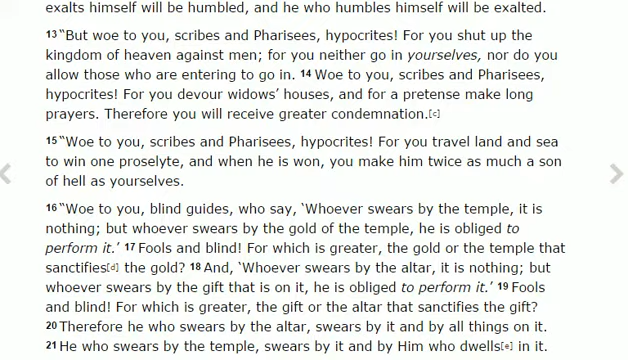 exalts himself will be humbled, and he who humbles himself will be exalted.
13 "But woe to you, scribes and Pharisees, hypocrites! For you shut up the
kingdom of heaven against men; for you neither go in yourselves, nor do you
allow those who are entering to go in. 14 Woe to you, scribes and Pharisees,
hypocrites! For you devour widows' houses, and for a pretense make long
prayers. Therefore you will receive greater condemnation.[c]
15 "Woe to you, scribes and Pharisees, hypocrites! For you travel land and sea
to win one proselyte, and when he is won, you make him twice as much a son
of hell as yourselves.
16 "Woe to you, blind guides, who say, 'Whoever swears by the temple, it is
nothing; but whoever swears by the gold of the temple, he is obliged to
perform it.' 17 Fools and blind! For which is greater, the gold or the temple that
sanctifies[d] the gold? 18 And, 'Whoever swears by the altar, it is nothing; but
whoever swears by the gift that is on it, he is obliged to perform it.' 19 Fools
and blind! For which is greater, the gift or the altar that sanctifies the gift?
20 Therefore he who swears by the altar, swears by it and by all things on it.
21 He who swears by the temple, swears by it and by Him who dwells[e] in it.